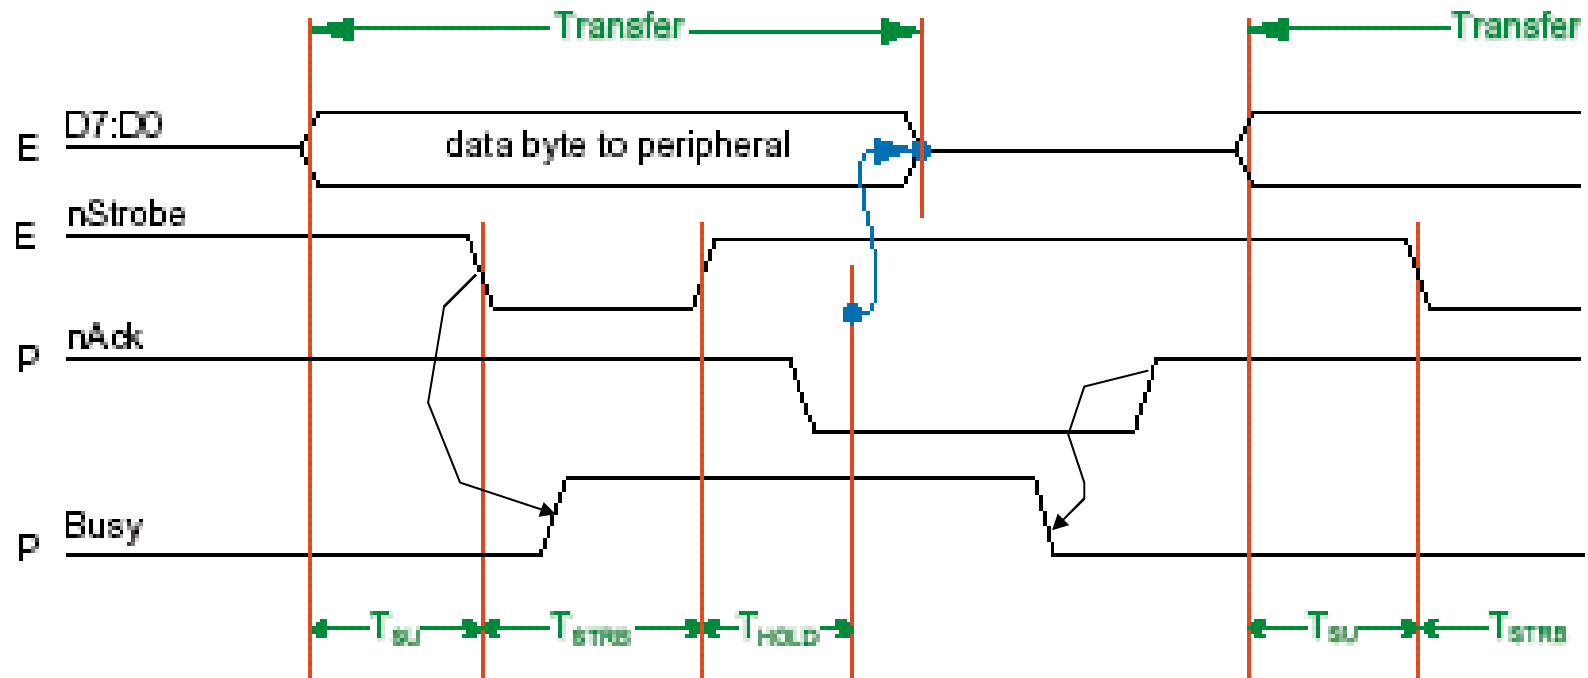 Transfer Transfer
D7:D0
E data byte to peripheral
nStrobe
E
nAck
P
Busy
P
TSU TSTRB THOLD TSU TSTRB